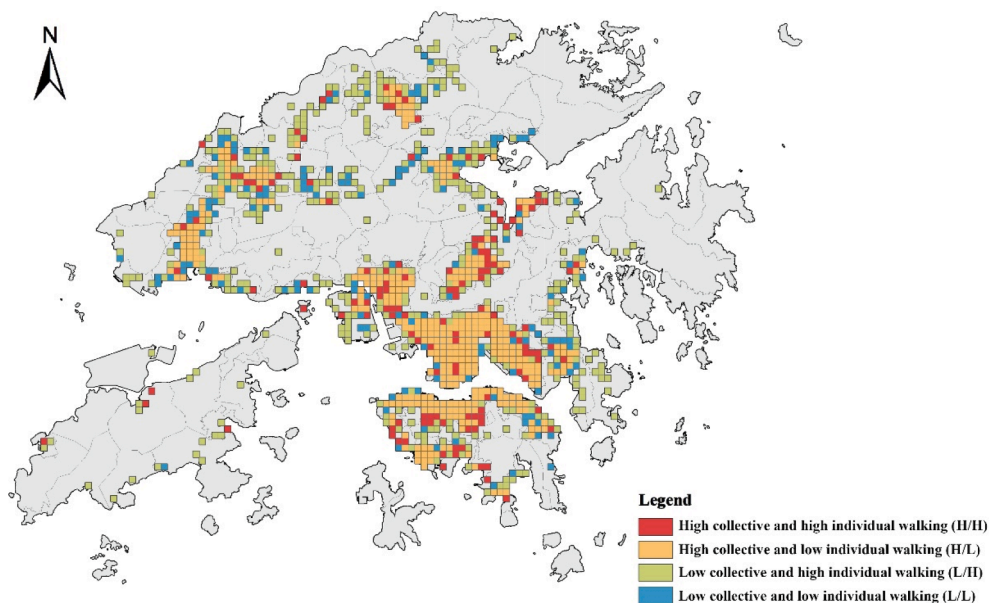 N
Legend
High collective and high individual walking (H/H)
High collective and low individual walking (H/L)
Low collective and high individual walking (L/H)
Low collective and low individual walking (L/L)